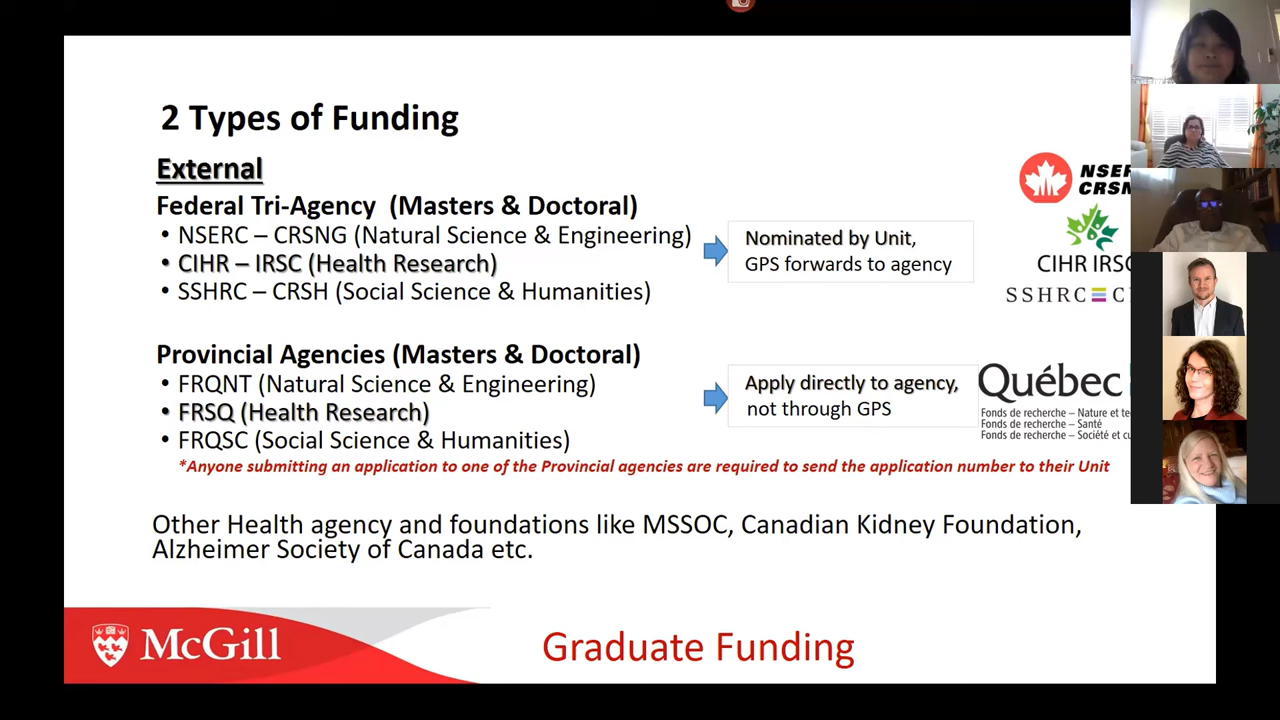 2 Types of Funding
External
Federal Tri-Agency (Masters & Doctoral)
• NSERC – CRSNG (Natural Science & Engineering)
• CIHR – IRSC (Health Research)
• SSHRC – CRSH (Social Science & Humanities)
Nominated by Unit,
GPS forwards to agency
NSER
CRSN
CIHR IRSC
SSHRC C
Provincial Agencies (Masters & Doctoral)
• FRQNT (Natural Science & Engineering)
• FRSQ (Health Research)
• FRQSC (Social Science & Humanities)
Apply directly to agency,
not through GPS
Québec
Fonds de recherche – Nature et te
Fonds de recherche – Santé
Fonds de recherche – Société et cu
*Anyone submitting an application to one of the Provincial agencies are required to send the application number to their Unit
Other Health agency and foundations like MSSOC, Canadian Kidney Foundation,
Alzheimer Society of Canada etc.
McGill
Graduate Funding